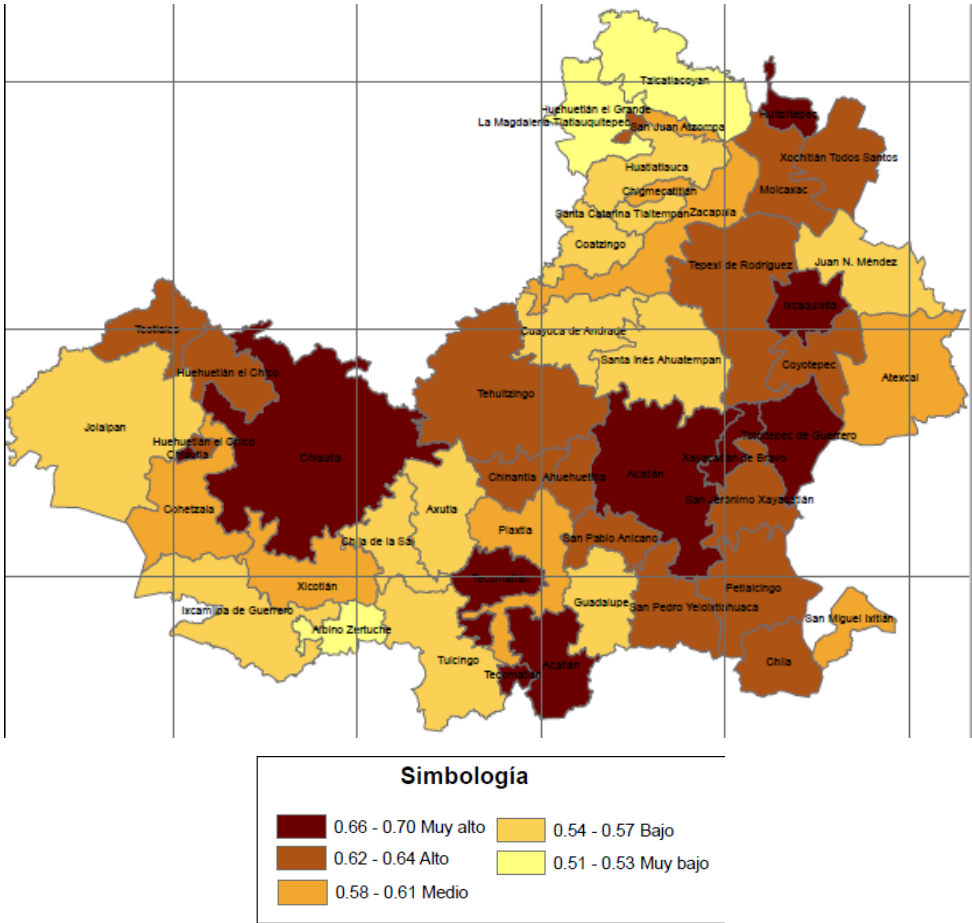 Tzicatlacoyan
Huehuetlán el Grande
La Magdalena Tlatlauquitepec
San Juan Atzompa
Huitziltepec
Xochitlán Todos Santos
Huatlatlauca
Chigmecatitlán
Molcaxac
Santa Catarina Tlaltempan
Zacapala
Coatzingo
Tepexi de Rodríguez
Juan N. Méndez
Ixcaquixtla
Teotlalco
Cuayuca de Andrade
Santa Inés Ahuatempan
Huehuetlán el Chico
Coyotepec
Atexcal
Tehuitzingo
Jolalpan
Huehuetlán el Chico
Chiautla
Chiautla
Xayacatlán de Bravo
Chinantla
Ahuehuetitla
Acatlán
San Jerónimo Xayacatlán
Cohetzala
Axutla
Piaxtla
Chila de la Sal
San Pablo Anicano
Tecomatlán
Xicotlán
Petlalcingo
Guadalupe
San Pedro Yeloixtlahuaca
Ixcamilpa de Guerrero
San Miguel Ixitlán
Albino Zertuche
Tulcingo
Acatlán
Chila
Tecomatlán
Simbología
0.66 - 0.70 Muy alto
0.54 - 0.57 Bajo
0.62 - 0.64 Alto
0.51 - 0.53 Muy bajo
0.58 - 0.61 Medio